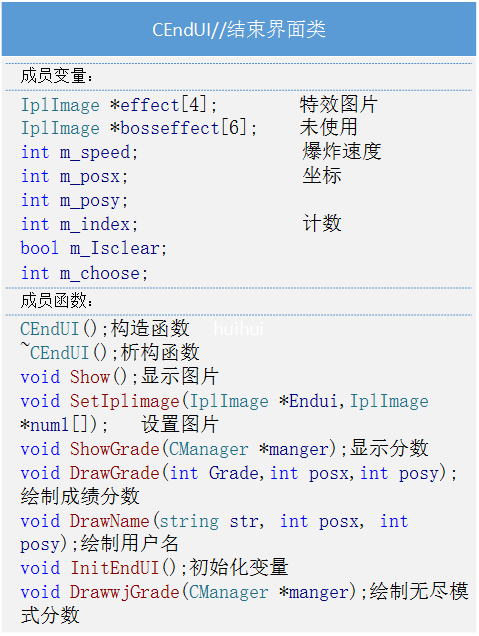 CEndUI//结束界面类
成员变量:
IplImage *effect[4]; 特效图片
IplImage *bosseffect[6]; 未使用
int m_speed; 爆炸速度
int m_posx; 坐标
int m_posy;
int m_index; 计数
bool m_Isclear;
int m_choose;
成员函数:
CEndUI();构造函数 huihui
~CEndUI();析构函数
void Show();显示图片
void SetIplimage(IplImage *Endui,IplImage
*num1[]); 设置图片
void ShowGrade(CManager *manger);显示分数
void DrawGrade(int Grade,int posx,int posy);
绘制成绩分数
void DrawName(string str, int posx, int
posy);绘制用户名
void InitEndUI();初始化变量
void DrawwjGrade(CManager *manger);绘制无尽模
式分数